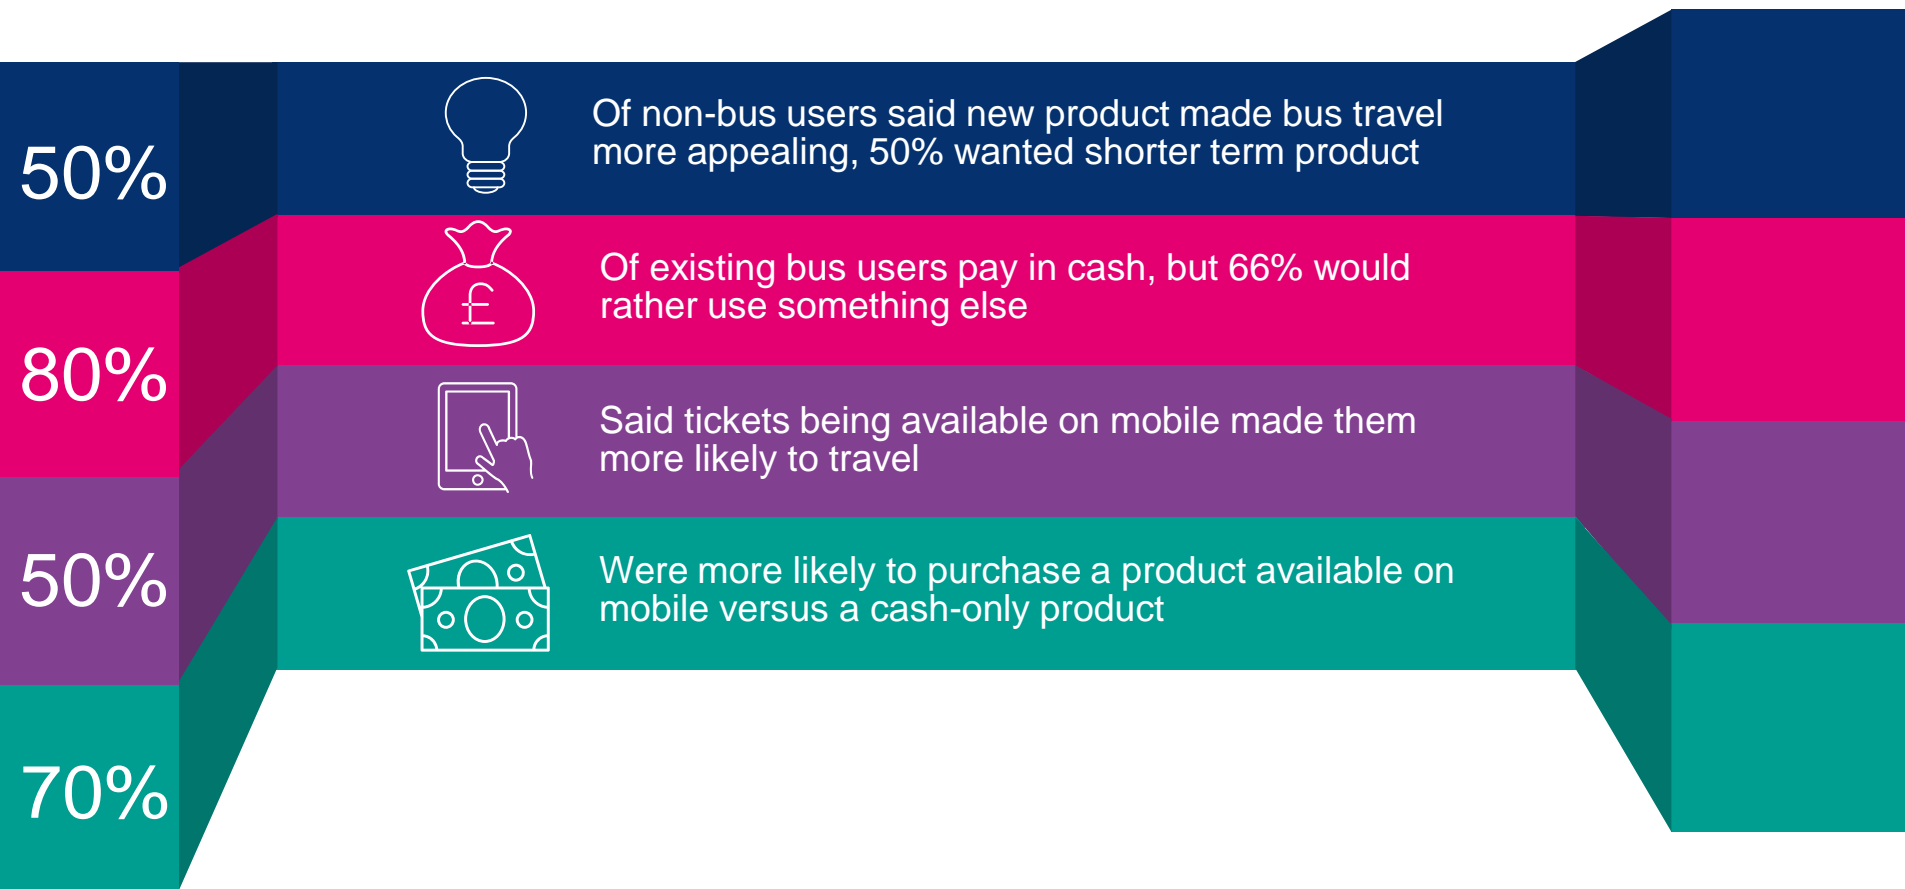 50%
Of non-bus users said new product made bus travel
more appealing, 50% wanted shorter term product
80%
Of existing bus users pay in cash, but 66% would
rather use something else
£
50%
Said tickets being available on mobile made them
more likely to travel
70%
Were more likely to purchase a product available on
mobile versus a cash-only product